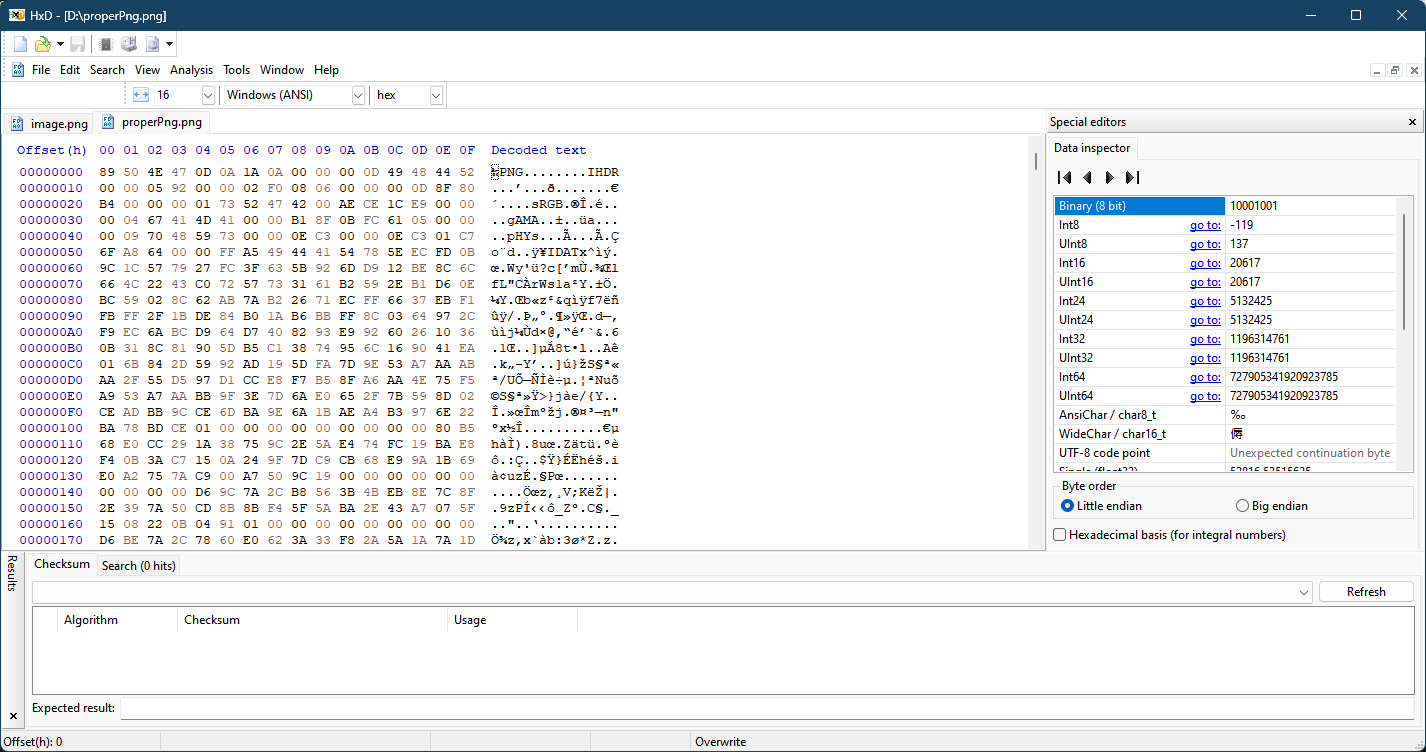 HxD - [D:\properPng.png]
File Edit Search View Analysis Tools Window Help
16 Windows (ANSI) hex
image.png properPng.png
Offset(h) 00 01 02 03 04 05 06 07 08 09 0A 0B 0C 0D 0E 0F Decoded text
00000000 89 50 4E 47 0D 0A 1A 0A 00 00 00 0D 49 48 44 52 ‰PNG........IHDR
00000010 00 00 05 92 00 00 02 F0 08 06 00 00 00 0D 8F 80 ...’...ð.......€
00000020 B4 00 00 00 01 73 52 47 42 00 AE CE 1C E9 00 00 ´....sRGB.®Î.é..
00000030 00 04 67 41 4D 41 00 00 B1 8F 0B FC 61 05 00 00 ..gAMA..±..üa...
00000040 00 09 70 48 59 73 00 00 0E C3 00 00 0E C3 01 C7 ..pHYs...Ã...Ã.Ç
00000050 6F A8 64 00 00 FF A5 49 44 41 54 78 5E EC FD 0B o¨d..ÿ¥IDATx^ìý.
00000060 9C 1C 57 79 27 FC 3F 63 5B 92 6D D9 12 BE 8C 6C œ.Wy'ü?c[’mÙ.¾Œl
00000070 66 4C 22 43 C0 72 57 73 31 61 B2 59 2E B1 D6 0E fL"CÀrWs1a²Y.±Ö.
00000080 BC 59 02 8C 62 AB 7A B2 26 71 EC FF 66 37 EB F1 ¼Y.Œb«z²&qìÿf7ëñ
00000090 FB FF 2F 1B DE 84 B0 1A B6 BB FF 8C 03 64 97 2C ûÿ/.Þ„°.¶»ÿŒ.d—,
000000A0 F9 EC 6A BC D9 64 D7 40 82 93 E9 92 60 26 10 36 ùìj¼Ùd×@‚“é’`&.6
000000B0 0B 31 8C 81 90 5D B5 C1 38 74 95 6C 16 90 41 EA .1Œ..]µÁ8t•l..Aê
000000C0 01 6B 84 2D 59 92 AD 19 5D FA 7D 9E 53 A7 AA AB .k„-Y’­.]ú}žS§ª«
000000D0 AA 2F 55 D5 97 D1 CC E8 F7 B5 8F A6 AA 4E 75 F5 ª/UÕ—ÑÌè÷µ.¦ªNuõ
000000E0 A9 53 A7 AA BB 9F 3E 7D 6A E0 65 2F 7B 59 8D 02 ©S§ª»Ÿ>}jàe/{Y..
000000F0 CE AD BB 9C CE 6D BA 9E 6A 1B AE A4 B3 97 6E 22 Î­»œÎmºžj.®¤³—n"
00000100 BA 78 BD CE 01 00 00 00 00 00 00 00 00 00 80 B5 ºx½Î..........€µ
00000110 68 E0 CC 29 1A 38 75 9C 2E 5A E4 74 FC 19 BA E8 hàÌ).8uœ.Zätü.ºè
00000120 F4 0B 3A C7 15 0A 24 9F 7D C9 CB 68 E9 9A 1B 69 ô.:Ç..$Ÿ}ÉËhéš.i
00000130 E0 A2 75 7A C9 00 A7 50 9C 19 00 00 00 00 00 00 à¢uzÉ.§Pœ.......
00000140 00 00 00 00 D6 9C 7A 2C B8 56 3B 4B EB 8E 7C 8F ....Öœz,¸V;KëŽ|.
00000150 2E 39 7A 50 CD 8B 8B F4 5F 5A BA 2E 43 A7 07 5F .9zPÍ‹‹ô_Zº.C§._
00000160 15 08 22 0B 04 91 01 00 00 00 00 00 00 00 00 00 .."..‘..........
00000170 D6 BE 7A 2C 78 60 E0 62 3A 33 F8 2A 5A 1A 7A 1D Ö¾z,x`àb:3ø*Z.z.
Special editors
Data inspector
Binary (8 bit) 10001001
Int8 go to: -119
UInt8 go to: 137
Int16 go to: 20617
UInt16 go to: 20617
Int24 go to: 5132425
UInt24 go to: 5132425
Int32 go to: 1196314761
UInt32 go to: 1196314761
Int64 go to: 727905341920923785
UInt64 go to: 727905341920923785
AnsiChar / char8_t ‰
WideChar / char16_t 傉
UTF-8 code point Unexpected continuation byte
Byte order
Little endian Big endian
Hexadecimal basis (for integral numbers)
Results
Checksum Search (0 hits)
Refresh
Algorithm Checksum Usage
Expected result:
Offset(h): 0 Overwrite